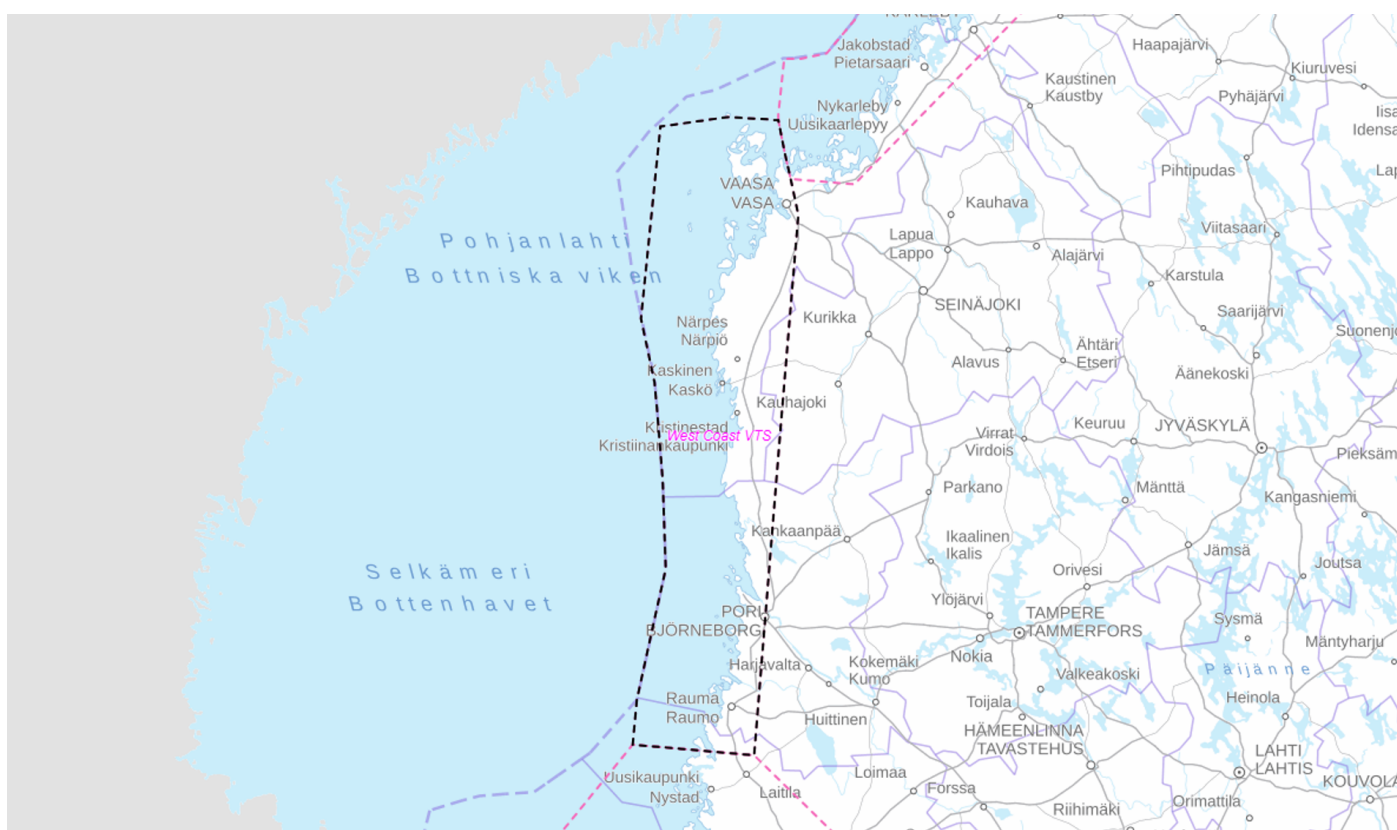 Jakobstad
Pietarsaari
Haapajärvi
Kiuruvesi
Kaustinen
Kaustby
Pyhäjärvi
Nykarleby
Uusikaarlepyy
Pihtipudas
VAASA
VASA
Kauhava
Viitasaari
Lapua
Lappo
Alajärvi
Pohjanlahti
Bottniska viken
Karstula
SEINÄJOKI
Saarijärvi
Närpes
Närpiö
Kurikka
Ähtäri
Etseri
Alavus
Äänekoski
Kaskinen
Kaskö
Kauhajoki
Kristinestad
Kristiinankaupunki
West Coast VTS
Virrat
Virdois
Keuruu
JYVÄSKYLÄ
Parkano
Mänttä
Kangasniemi
Kankaanpää
Ikaalinen
Ikalis
Jämsä
Joutsa
Orivesi
Selkämeri
Bottenhavet
Ylöjärvi
PORI
BJÖRNEBORG
TAMPERE
TAMMERFORS
Sysmä
Mäntyharju
Nokia
Harjavalta
Kokemäki
Kumo
Valkeakoski
Päijänne
Heinola
Rauma
Raumo
Toijala
Huittinen
HÄMEENLINNA
TAVASTEHUS
LAHTI
LAHTIS
Uusikaupunki
Nystad
Laitila
Loimaa
Forssa
Riihimäki
Orimattila